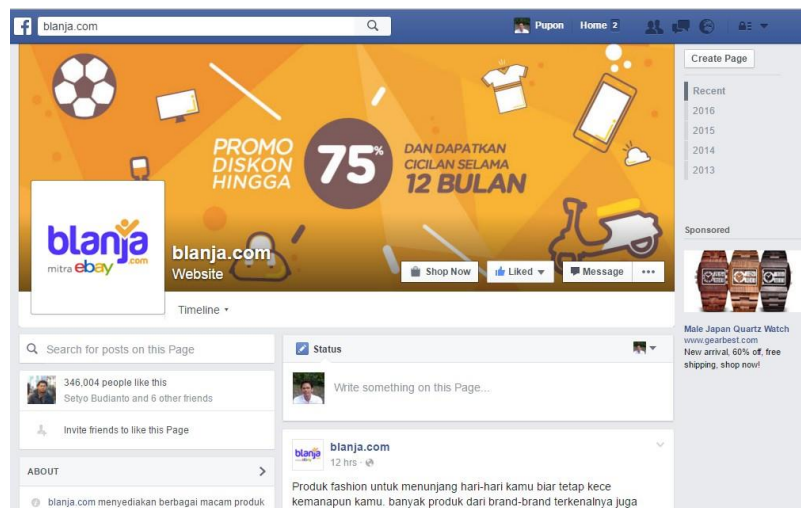 blanja.com
Pupon
Home 2
Create Page
Recent
2016
2015
2014
2013
PROMO
DISKON
HINGGA
75%
DAN DAPATKAN
CICILAN SELAMA
12 BULAN
blanja
.com
mitra ebay
blanja.com
Website
Shop Now
Liked
Message
Timeline
Sponsored
Male Japan Quartz Watch
www.gearbest.com
New arrival, 60% off, free
shipping, shop now!
Search for posts on this Page
346,004 people like this
Setyo Budianto and 6 other friends
Invite friends to like this Page
ABOUT
blanja.com menyediakan berbagai macam produk
Status
Write something on this Page...
blanja
blanja.com
12 hrs
Produk fashion untuk menunjang hari-hari kamu biar tetap kece
kemanapun kamu. banyak produk dari brand-brand terkenalnya juga